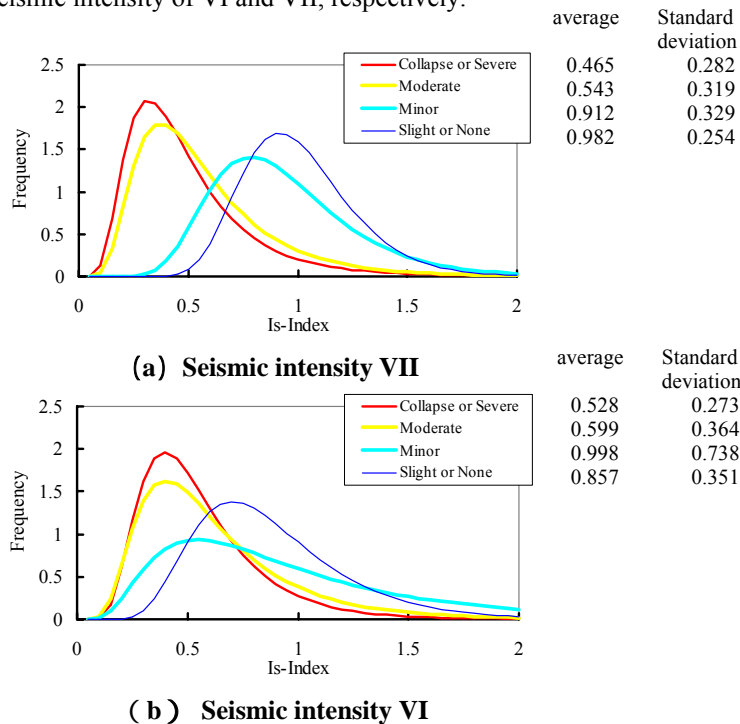 seismic intensity of VI and VII, respectively.
average Standard deviation
0.465 0.282
0.543 0.319
0.912 0.329
0.982 0.254
2.5
2
1.5
1
0.5
0
Frequency
Collapse or Severe
Moderate
Minor
Slight or None
0 0.5 1 1.5 2
Is-Index
(a) Seismic intensity VII
average Standard deviation
0.528 0.273
0.599 0.364
0.998 0.738
0.857 0.351
2.5
2
1.5
1
0.5
0
Frequency
Collapse or Severe
Moderate
Minor
Slight or None
0 0.5 1 1.5 2
Is-Index
( b ) Seismic intensity VI